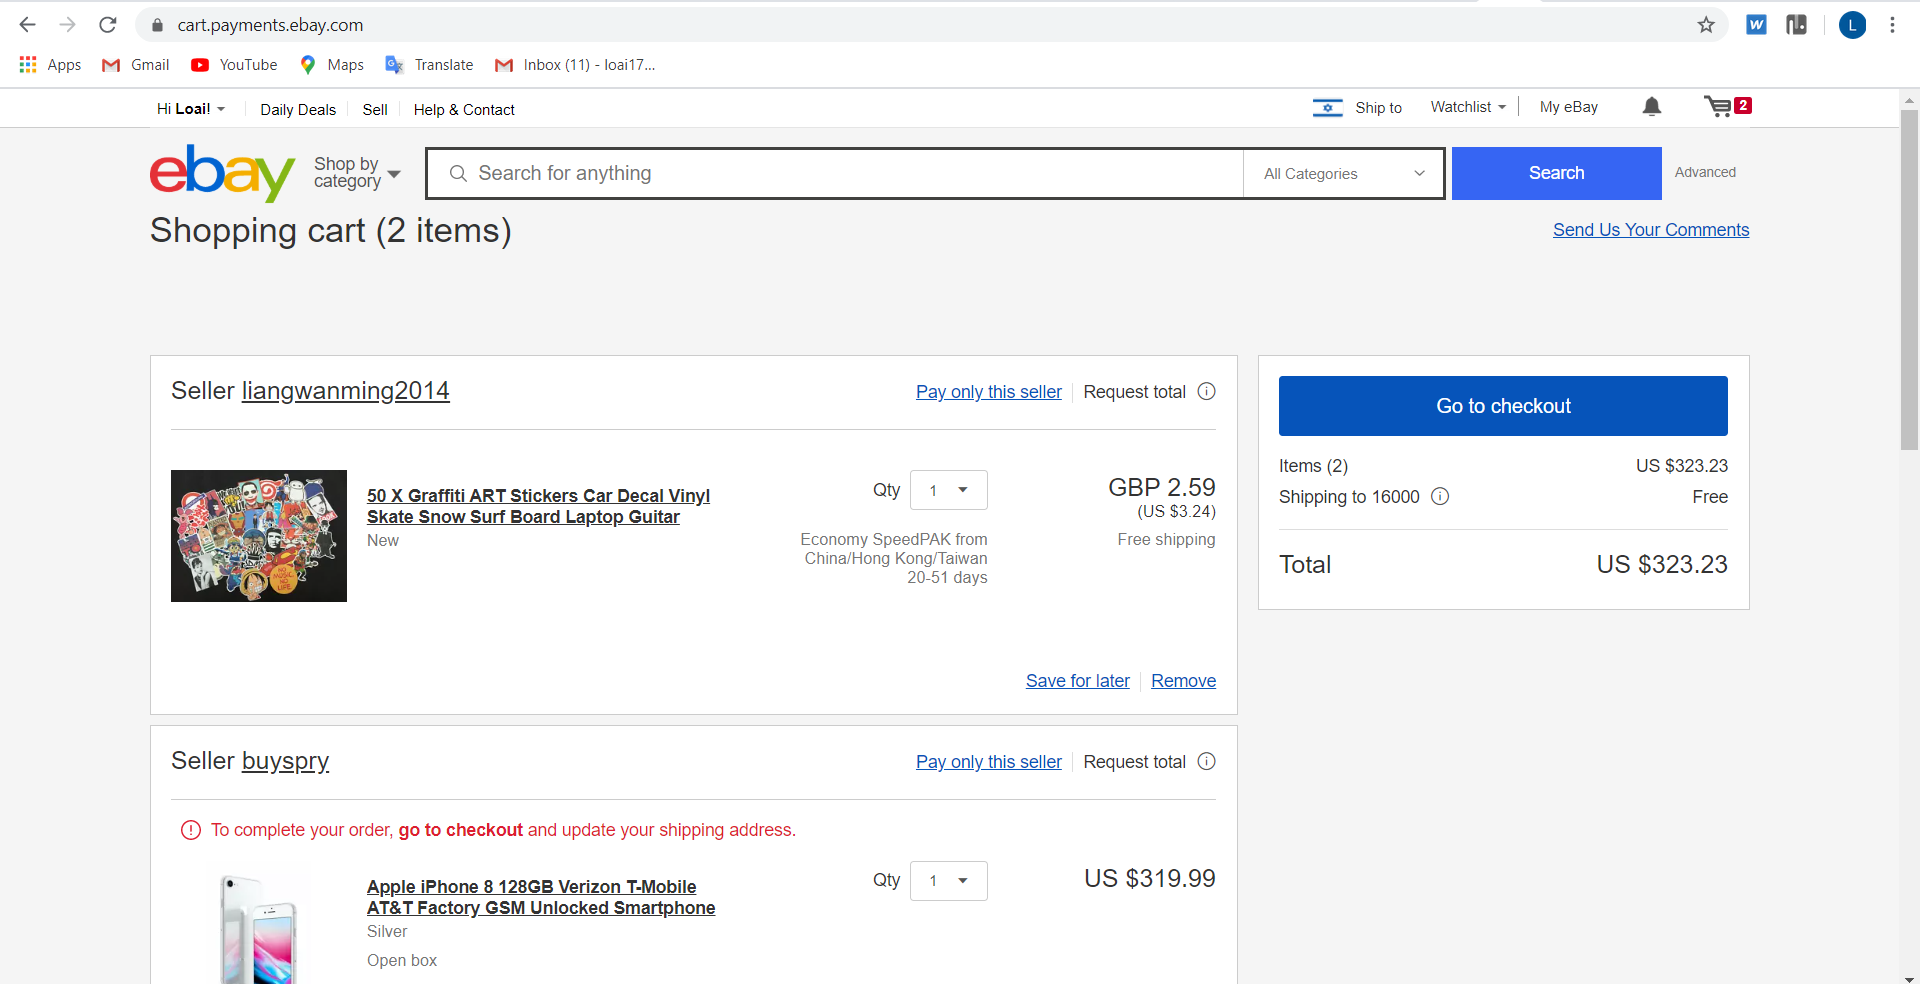 cart.payments.ebay.com
W
L
Apps
Gmail
YouTube
Maps
Translate
Inbox (11) - loai17...
Hi Loai!
Daily Deals
Sell
Help & Contact
Ship to
Watchlist
My eBay
2
ebay
Shop by
category
Search for anything
All Categories
Search
Advanced
Shopping cart (2 items)
Send Us Your Comments
Seller liangwanming2014
Pay only this seller
Request total
50 X Graffiti ART Stickers Car Decal Vinyl
Skate Snow Surf Board Laptop Guitar
New
Qty 1
Economy SpeedPAK from
China/Hong Kong/Taiwan
20-51 days
GBP 2.59
(US $3.24)
Free shipping
NO
MUSIC
NO
LIFE
Save for later
Remove
Go to checkout
Items (2) US $323.23
Shipping to 16000 Free
Total US $323.23
Seller buyspry
Pay only this seller
Request total
To complete your order, go to checkout and update your shipping address.
Apple iPhone 8 128GB Verizon T-Mobile
AT&T Factory GSM Unlocked Smartphone
Silver
Open box
Qty 1
US $319.99